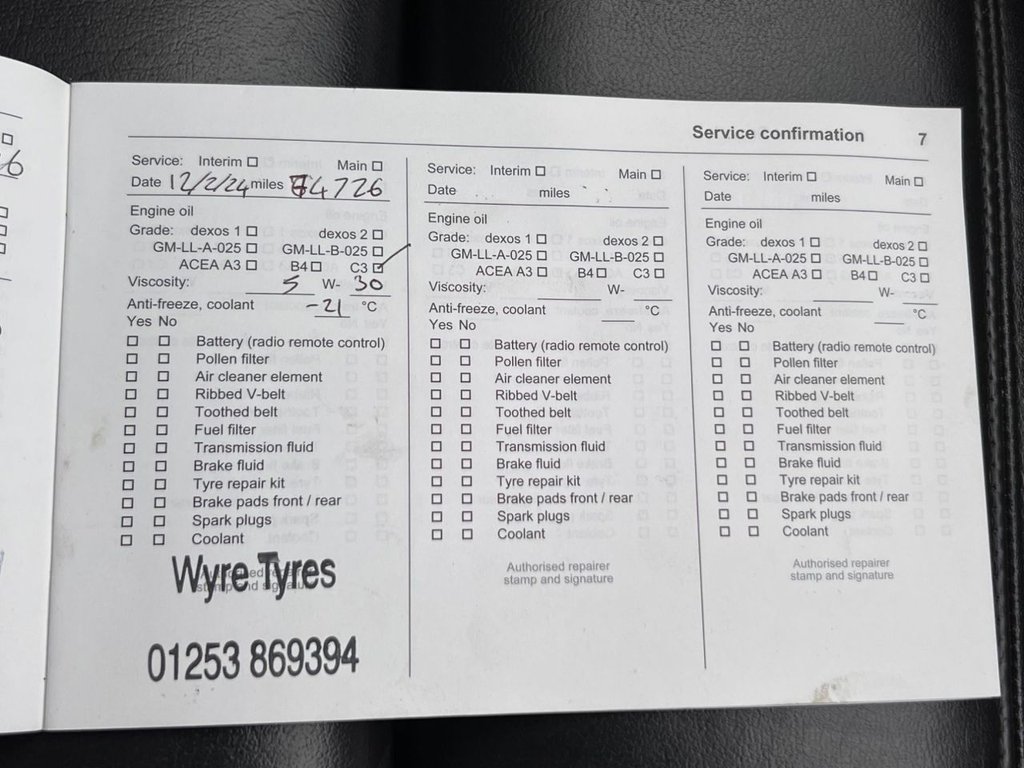 Service confirmation 7
Service: Interim Main
Date 12/2/24 miles 74726
Engine oil
Grade: dexos 1 dexos 2
GM-LL-A-025 GM-LL-B-025
ACEA A3 B4 C3
Viscosity: 5 W- 30
Anti-freeze, coolant -21 °C
Yes No
Battery (radio remote control)
Pollen filter
Air cleaner element
Ribbed V-belt
Toothed belt
Fuel filter
Transmission fluid
Brake fluid
Tyre repair kit
Brake pads front / rear
Spark plugs
Coolant
Wyre Tyres
01253 869394
Service: Interim Main
Date miles
Engine oil
Grade: dexos 1 dexos 2
GM-LL-A-025 GM-LL-B-025
ACEA A3 B4 C3
Viscosity: W-
Anti-freeze, coolant °C
Yes No
Battery (radio remote control)
Pollen filter
Air cleaner element
Ribbed V-belt
Toothed belt
Fuel filter
Transmission fluid
Brake fluid
Tyre repair kit
Brake pads front / rear
Spark plugs
Coolant
Authorised repairer
stamp and signature
Service: Interim Main
Date miles
Engine oil
Grade: dexos 1 dexos 2
GM-LL-A-025 GM-LL-B-025
ACEA A3 B4 C3
Viscosity: W-
Anti-freeze, coolant °C
Yes No
Battery (radio remote control)
Pollen filter
Air cleaner element
Ribbed V-belt
Toothed belt
Fuel filter
Transmission fluid
Brake fluid
Tyre repair kit
Brake pads front / rear
Spark plugs
Coolant
Authorised repairer
stamp and signature